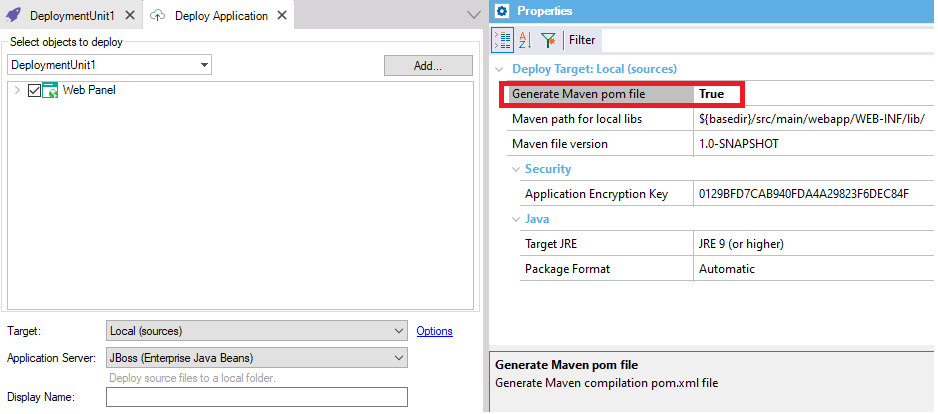 DeploymentUnit1
Deploy Application
Select objects to deploy
DeploymentUnit1
Add...
Web Panel
Target:
Local (sources)
Options
Application Server:
JBoss (Enterprise Java Beans)
Deploy source files to a local folder.
Display Name:
Properties
Filter
Deploy Target: Local (sources)
Generate Maven pom file True
Maven path for local libs ${basedir}/src/main/webapp/WEB-INF/lib/
Maven file version 1.0-SNAPSHOT
Security
Application Encryption Key 0129BFD7CAB940FDA4A29823F6DEC84F
Java
Target JRE JRE 9 (or higher)
Package Format Automatic
Generate Maven pom file
Generate Maven compilation pom.xml file